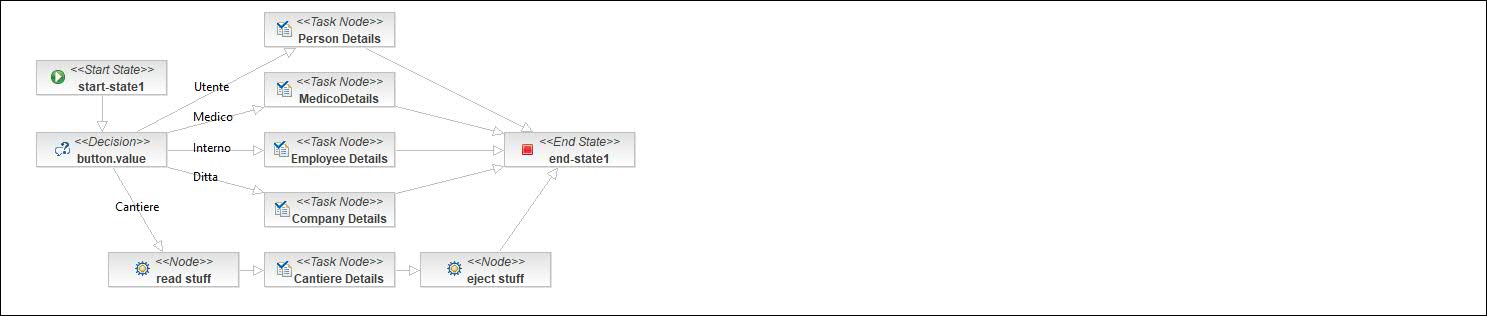 <<Task Node>>
Person Details
<<Start State>>
start-state1
Utente
<<Task Node>>
MedicoDetails
Medico
<<Decision>>
button.value
Interno
<<Task Node>>
Employee Details
<<End State>>
end-state1
Ditta
<<Task Node>>
Company Details
Cantiere
<<Node>>
read stuff
<<Task Node>>
Cantiere Details
<<Node>>
eject stuff